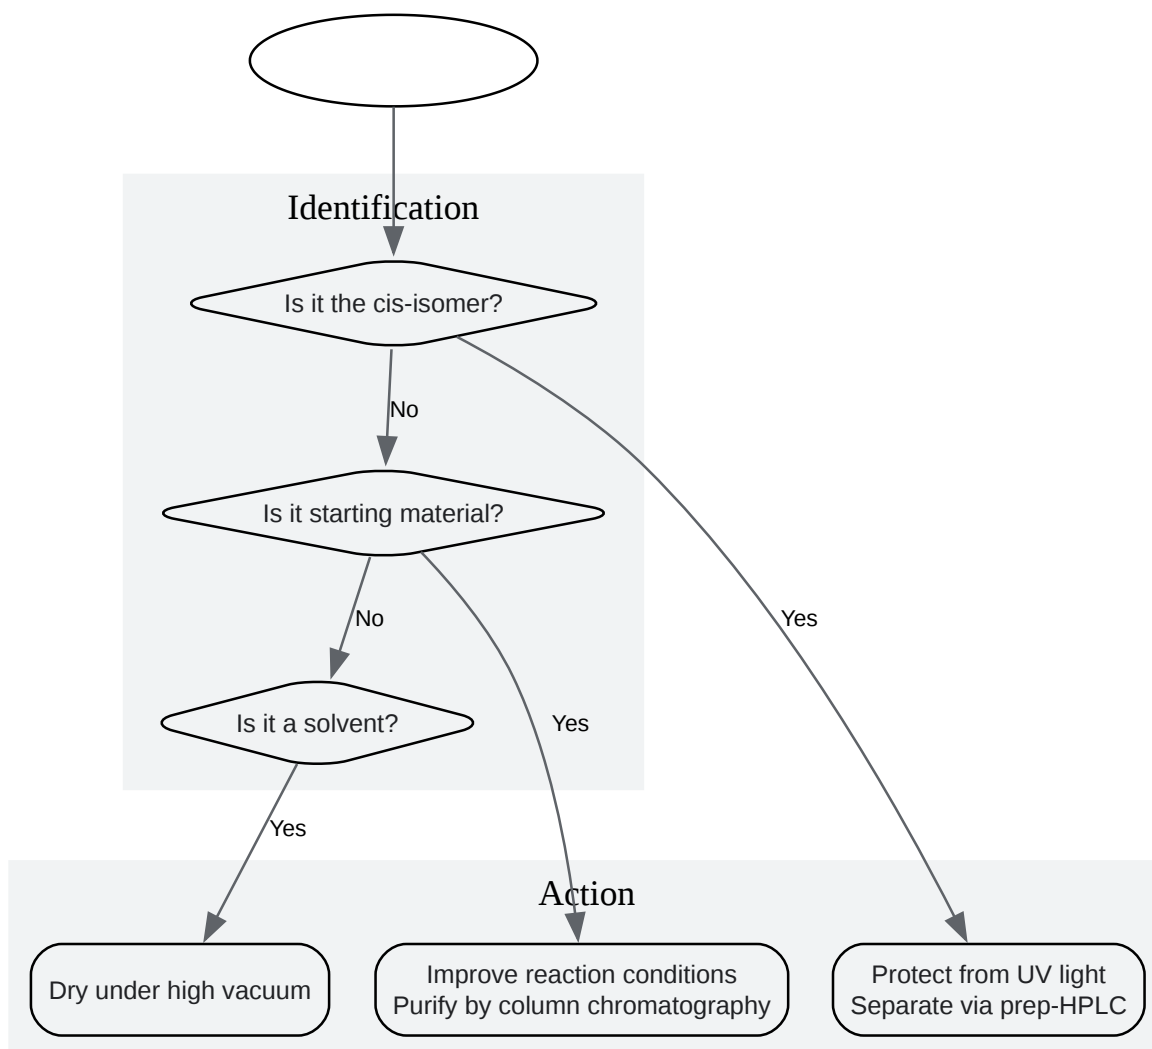 Identification
Is it the cis-isomer?
No
Is it starting material?
No
Yes
Is it a solvent?
Yes
Yes
Action
Dry under high vacuum
Improve reaction conditions
Purify by column chromatography
Protect from UV light
Separate via prep-HPLC